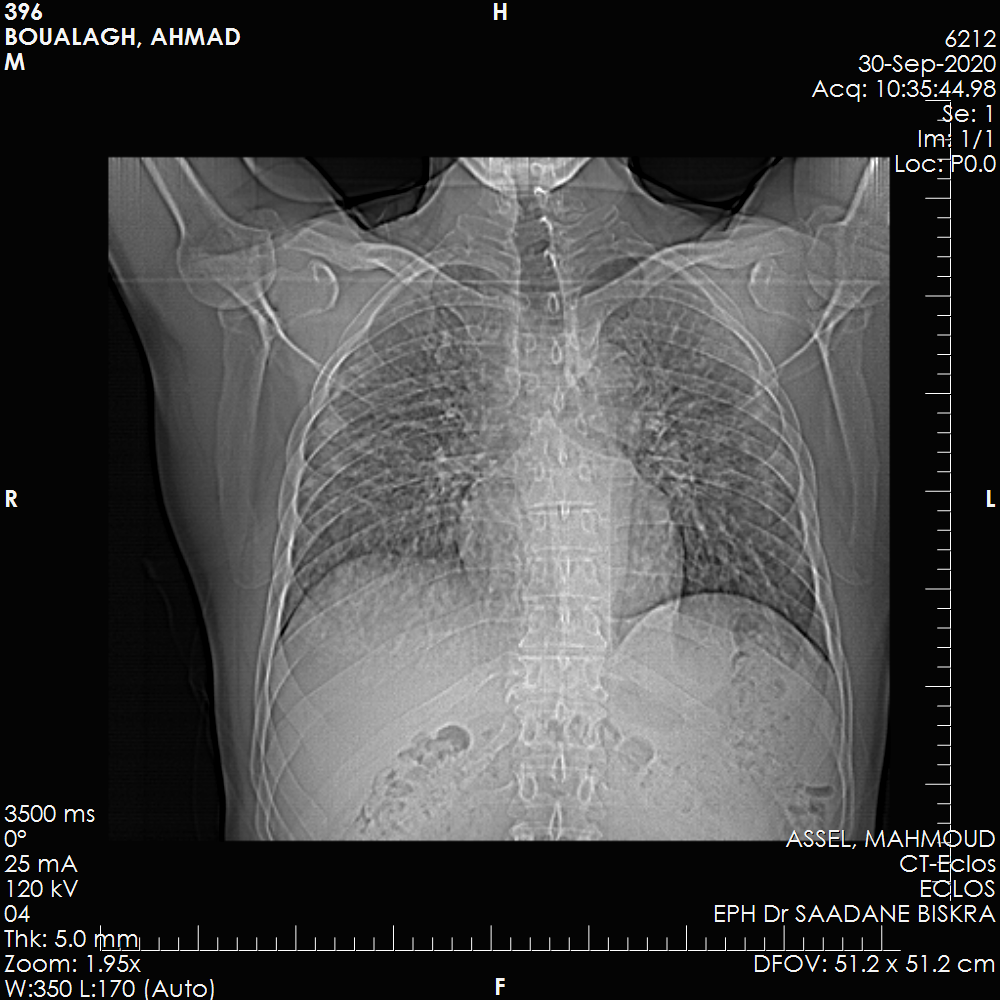 396
BOUALAGH, AHMAD
M
H
6212
30-Sep-2020
Acq: 10:35:44.98
Se: 1
Im: 1/1
Loc: P0.0
R
L
3500 ms
0°
25 mA
120 kV
04
Thk: 5.0 mm
Zoom: 1.95x
W:350 L:170 (Auto)
F
ASSEL, MAHMOUD
CT-Eclos
ECLOS
EPH Dr SAADANE BISKRA
DFOV: 51.2 x 51.2 cm